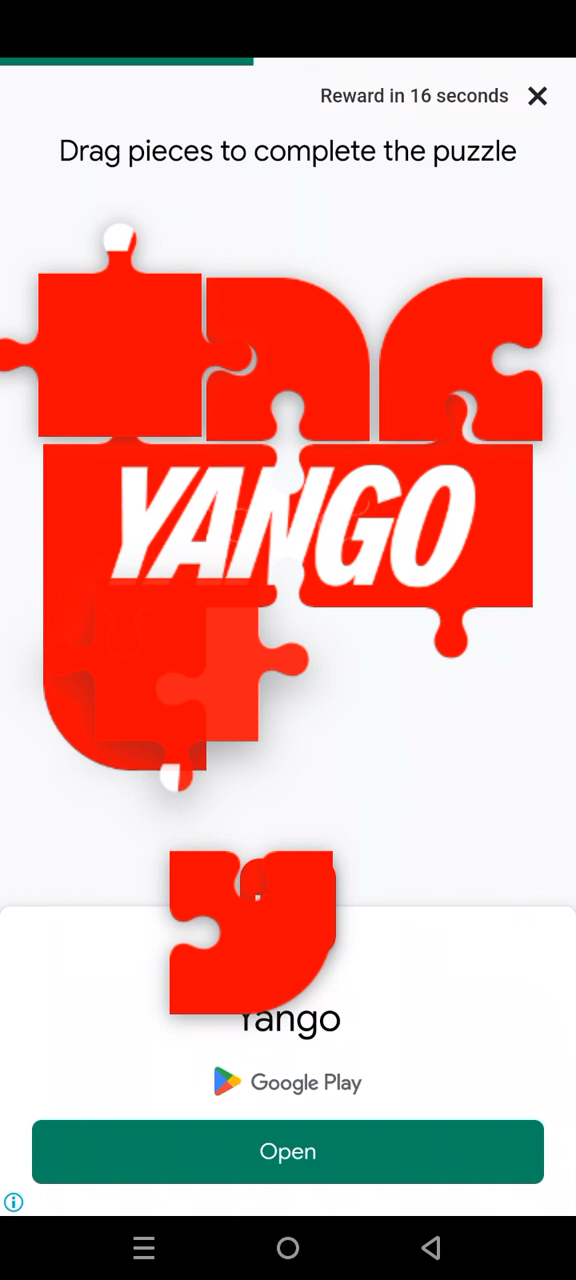 Reward in 16 seconds
Drag pieces to complete the puzzle
YANGO
Yango
Google Play
Open